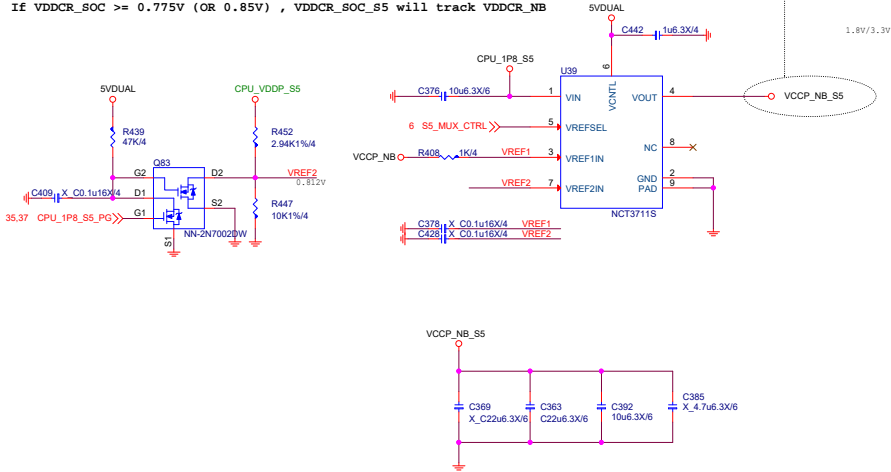 If VDDCR_SOC >= 0.775V (OR 0.85V) , VDDCR_SOC_S5 will track VDDCR_NB
5VDUAL
C442
1u6.3X/4
1.8V/3.3V
CPU_1P8_S5
U39
6
VCNTL
C376
10u6.3X/6
1
VIN
VOUT
4
VCCP_NB_S5
6 S5_MUX_CTRL
5
VREFSEL
VCCP_NB
R408
1K/4
VREF1
3
VREF1IN
NC
8
VREF2
7
VREF2IN
GND
2
PAD
9
NCT3711S
C378
X_C0.1u16X/4
VREF1
C428
X_C0.1u16X/4
VREF2
5VDUAL
CPU_VDDP_S5
R439
47K/4
R452
2.94K1%/4
Q83
G2
D2
VREF2
0.812V
C409
X_C0.1u16X/4
D1
S2
R447
10K1%/4
35,37 CPU_1P8_S5_PG
G1
S1
NN-2N7002DW
VCCP_NB_S5
C369
X_C22u6.3X/6
C363
C22u6.3X/6
C392
10u6.3X/6
C385
X_4.7u6.3X/6